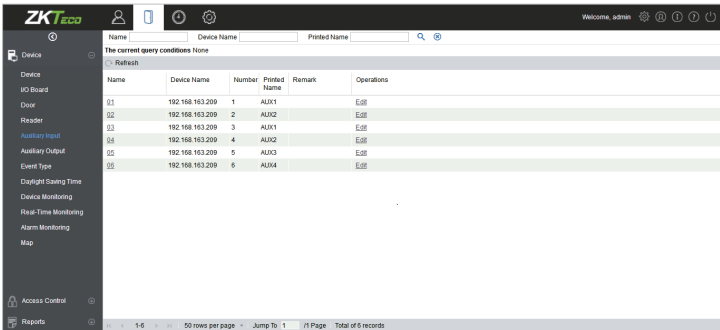 ZKTeco
Welcome, admin
Name Device Name Printed Name
The current query conditions None
Refresh
Device
Device
I/O Board
Door
Reader
Auxiliary Input
Auxiliary Output
Event Type
Daylight Saving Time
Device Monitoring
Real-Time Monitoring
Alarm Monitoring
Map
Access Control
Reports
Name Device Name Number Printed Name Remark Operations
01 192.168.163.209 1 AUX1 Edit
02 192.168.163.209 2 AUX2 Edit
03 192.168.163.209 3 AUX1 Edit
04 192.168.163.209 4 AUX2 Edit
05 192.168.163.209 5 AUX3 Edit
06 192.168.163.209 6 AUX4 Edit
1-6 50 rows per page Jump To 1 /1 Page Total of 6 records